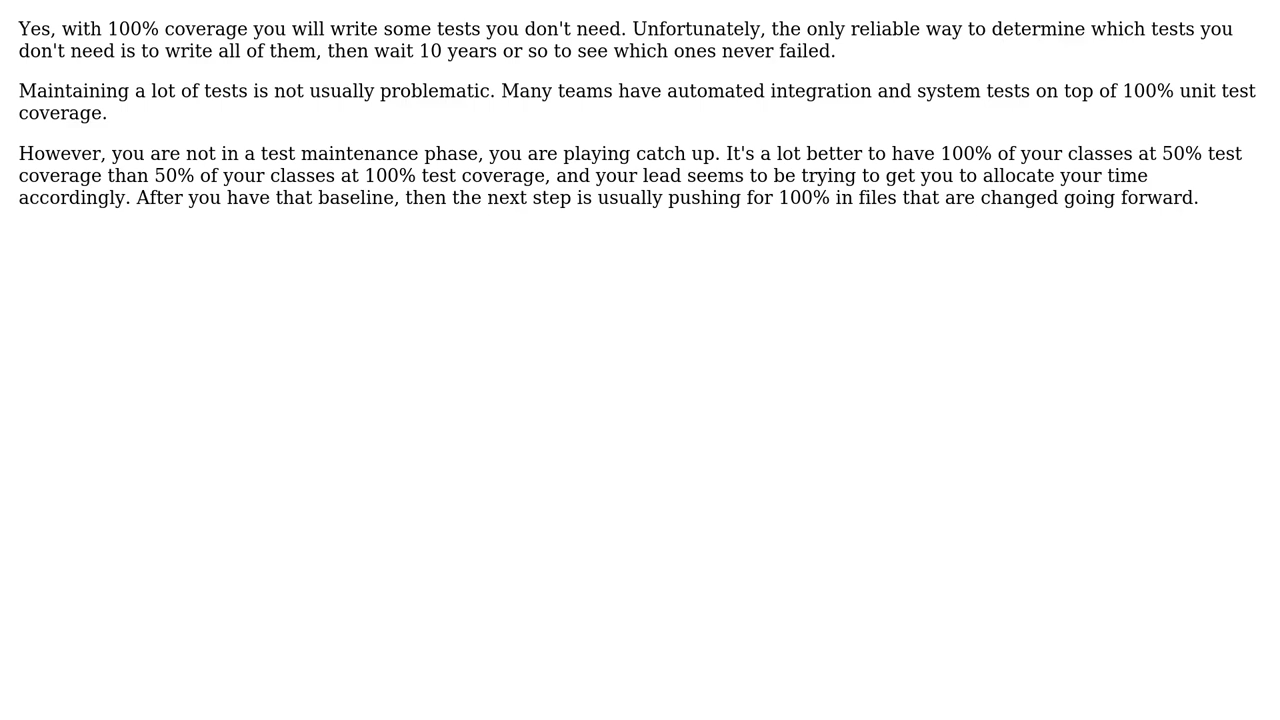 Yes, with 100% coverage you will write some tests you don't need. Unfortunately, the only reliable way to determine which tests you
don't need is to write all of them, then wait 10 years or so to see which ones never failed.
Maintaining a lot of tests is not usually problematic. Many teams have automated integration and system tests on top of 100% unit test
coverage.
However, you are not in a test maintenance phase, you are playing catch up. It's a lot better to have 100% of your classes at 50% test
coverage than 50% of your classes at 100% test coverage, and your lead seems to be trying to get you to allocate your time
accordingly. After you have that baseline, then the next step is usually pushing for 100% in files that are changed going forward.